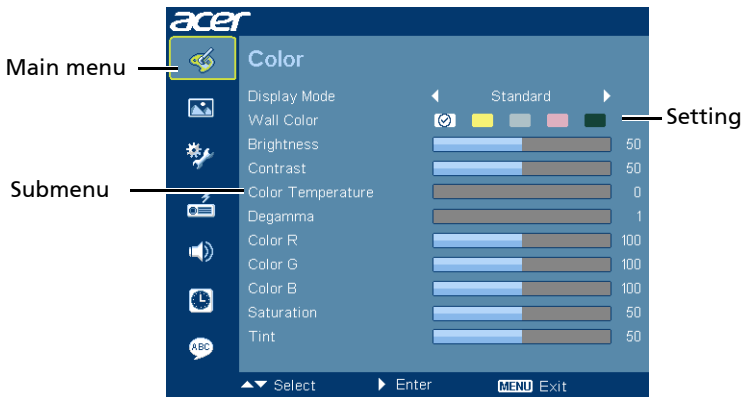 acer
Main menu
Color
Display Mode Standard
Wall Color
Setting
Brightness 50
Contrast 50
Submenu
Color Temperature 0
Degamma 1
Color R 100
Color G 100
Color B 100
Saturation 50
Tint 50
ABC
Select Enter MENU Exit